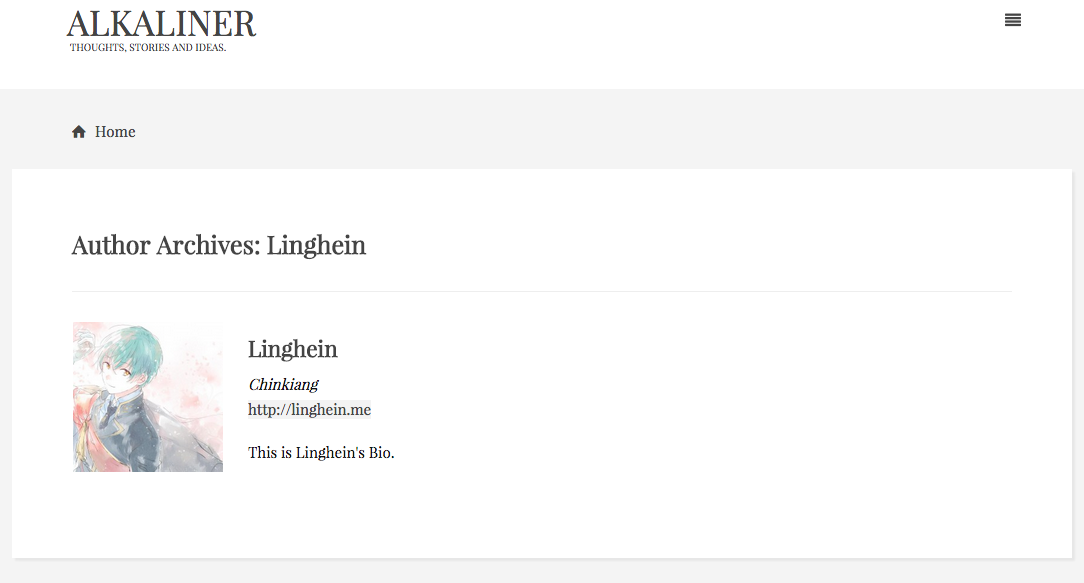 ALKALINER
THOUGHTS, STORIES AND IDEAS.
Home
Author Archives: Linghein
Linghein
Chinkiang
http://linghein.me
This is Linghein's Bio.